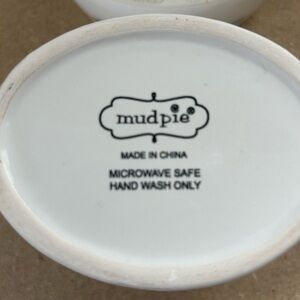 mudpie
MADE IN CHINA
MICROWAVE SAFE
HAND WASH ONLY